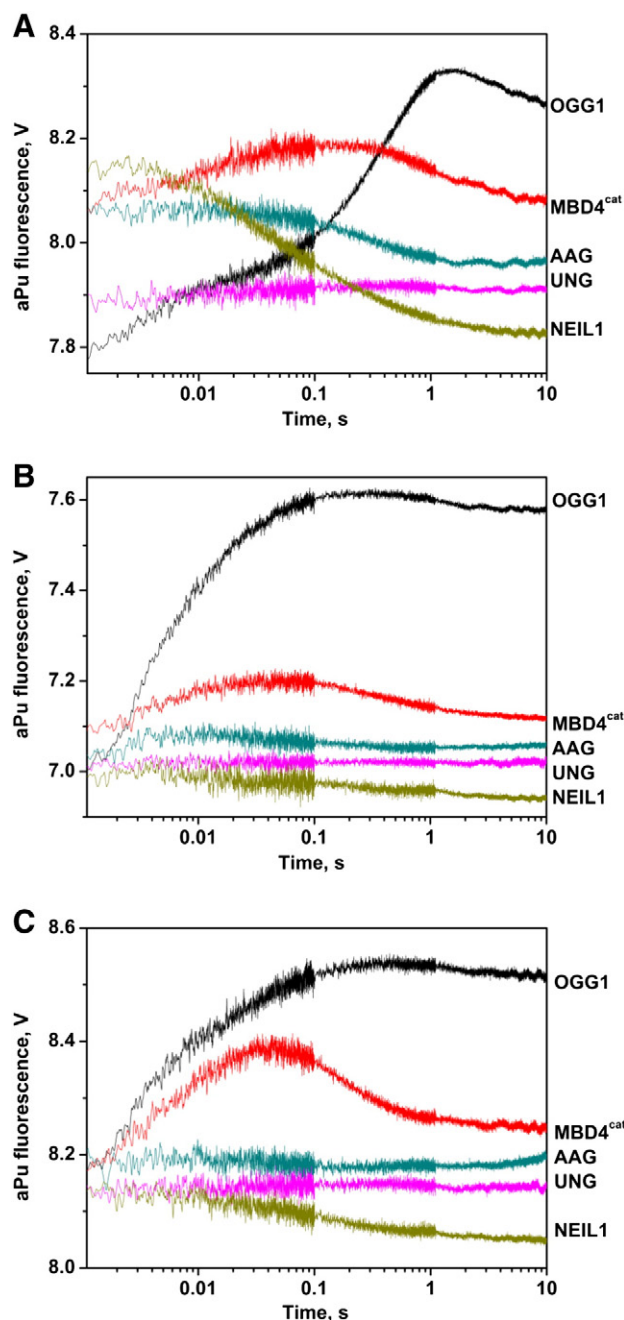 A
8.4
8.2
8.0
7.8
aPu fluorescence, V
OGG1
MBD4cat
AAG
UNG
NEIL1
0.01 0.1 1 10
Time, s
B
7.6
7.4
7.2
7.0
aPu fluorescence, V
OGG1
MBD4cat
AAG
UNG
NEIL1
0.01 0.1 1 10
Time, s
C
8.6
8.4
8.2
8.0
aPu fluorescence, V
OGG1
MBD4cat
AAG
UNG
NEIL1
0.01 0.1 1 10
Time, s